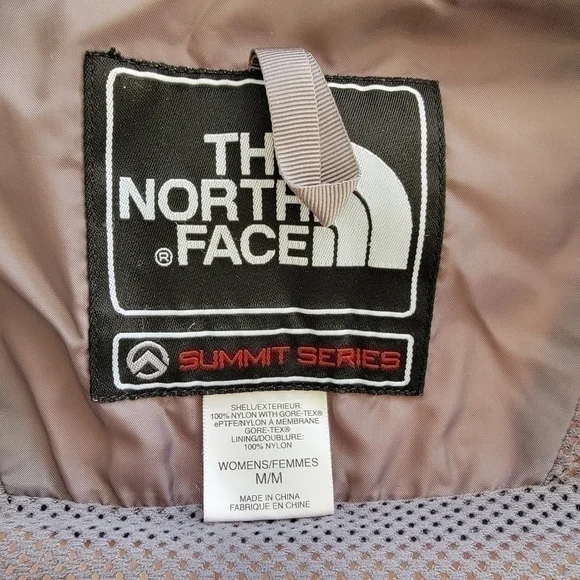 THE
NORTH
FACE
®
SUMMIT SERIES
SHELL/EXTERIEUR:
100% NYLON WITH GORE-TEX®
ePTFE/NYLON À MEMBRANE
GORE-TEX®
LINING/DOUBLURE:
100% NYLON
WOMENS/FEMMES
M/M
MADE IN CHINA
FABRIQUE EN CHINE